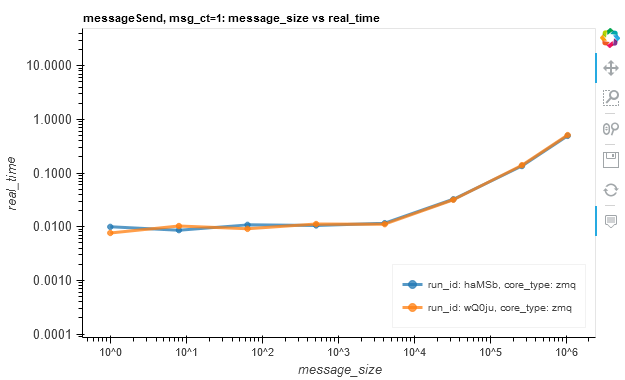 messageSend, msg_ct=1: message_size vs real_time
10.0000
1.0000
0.1000
0.0100
0.0010
0.0001
real_time
run_id: haMSb, core_type: zmq
run_id: wQ0ju, core_type: zmq
10^0
10^1
10^2
10^3
10^4
10^5
10^6
message_size